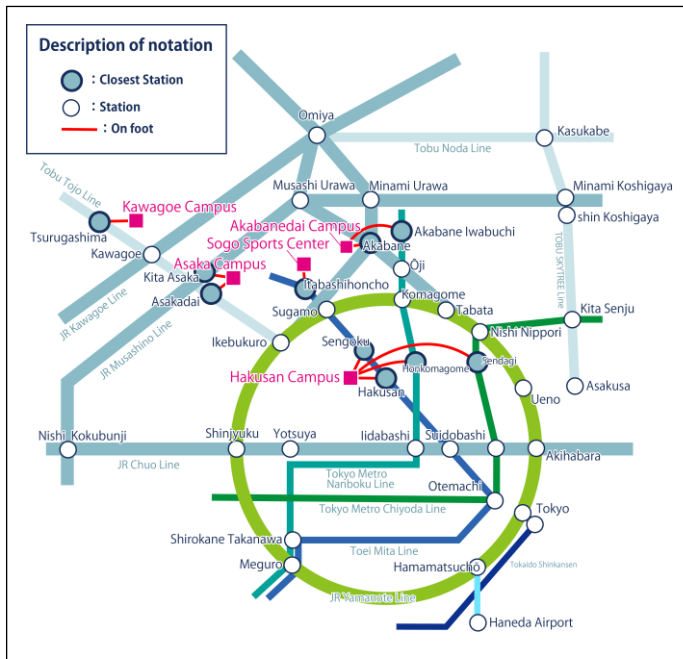 Description of notation
: Closest Station
: Station
: On foot
Omiya
Kasukabe
Tobu Noda Line
Tobu Tojo Line
Musashi Urawa
Minami Urawa
Minami Koshigaya
Kawagoe Campus
shin Koshigaya
Tsurugashima
Akabanedai Campus
Akabane Iwabuchi
Sogo Sports Center
Akabane
Kawagoe
Asaka Campus
Kita Asaka
Ōji
TOBU SKYTREE Line
Itabashihoncho
Asakadai
Komagome
JR Kawagoe Line
Sugamo
Tabata
Kita Senju
JR Musashino Line
Ikebukuro
Nishi Nippori
Sengoku
Honkomagome
Sendagi
Hakusan Campus
Hakusan
Asakusa
Ueno
Nishi Kokubunji
Shinjyuku
Yotsuya
Iidabashi
Suidobashi
Akihabara
JR Chuo Line
Tokyo Metro
Nanboku Line
Otemachi
Tokyo Metro Chiyoda Line
Tokyo
Shirokane Takanawa
Toei Mita Line
Meguro
Hamamatsuchō
Tokaido Shinkansen
JR Yamanote Line
Haneda Airport